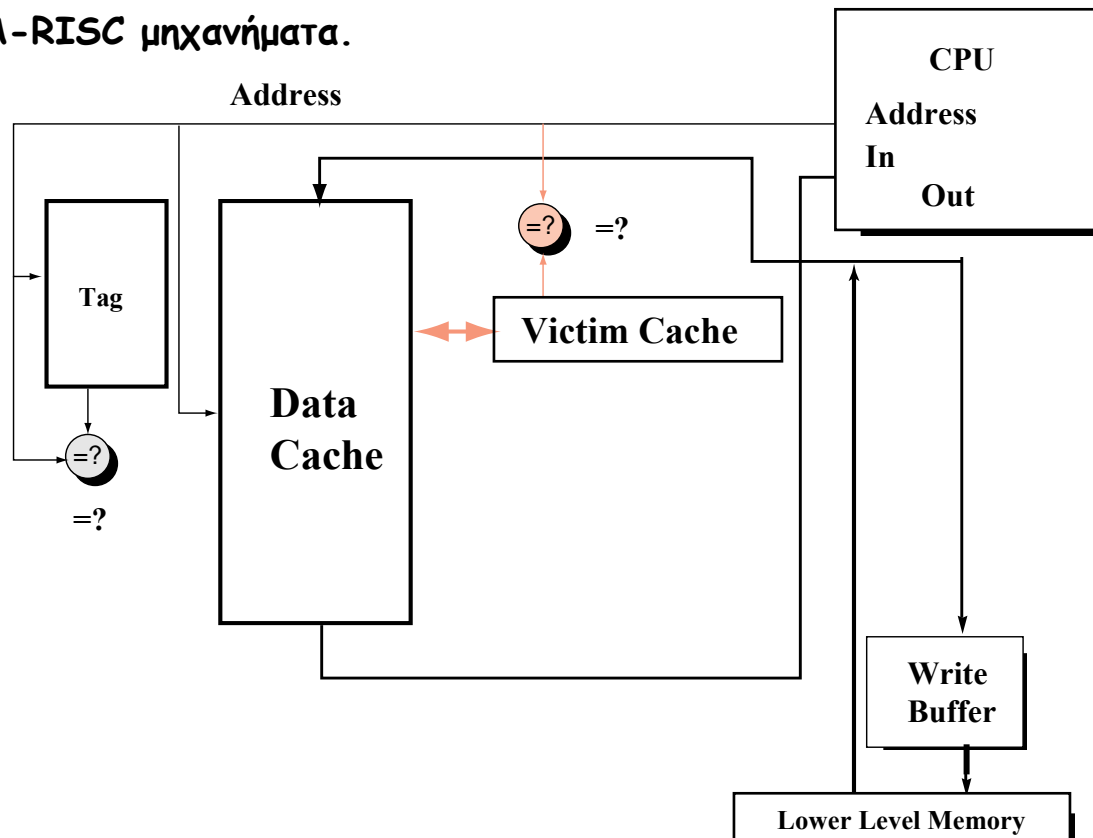 Α-RISC μηχανήματα.
CPU
Address
Address
In
Out
=?
=?
Tag
Victim Cache
Data
Cache
=?
=?
Write
Buffer
Lower Level Memory